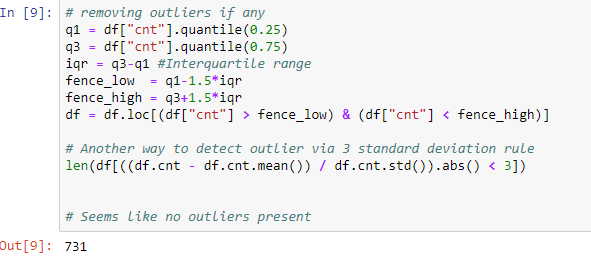 In [9]: # removing outliers if any
q1 = df["cnt"].quantile(0.25)
q3 = df["cnt"].quantile(0.75)
iqr = q3-q1 #Interquartile range
fence_low  = q1-1.5*iqr
fence_high = q3+1.5*iqr
df = df.loc[(df["cnt"] > fence_low) & (df["cnt"] < fence_high)]
# Another way to detect outlier via 3 standard deviation rule
len(df[((df.cnt - df.cnt.mean()) / df.cnt.std()).abs() < 3])
# Seems like no outliers present
Out[9]: 731